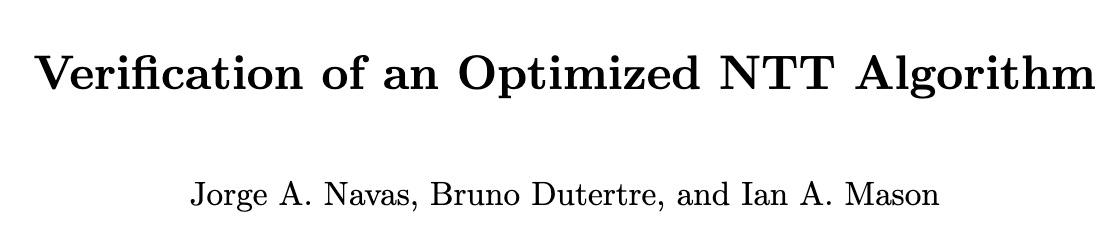 Verification of an Optimized NTT Algorithm
Jorge A. Navas, Bruno Dutertre, and Ian A. Mason